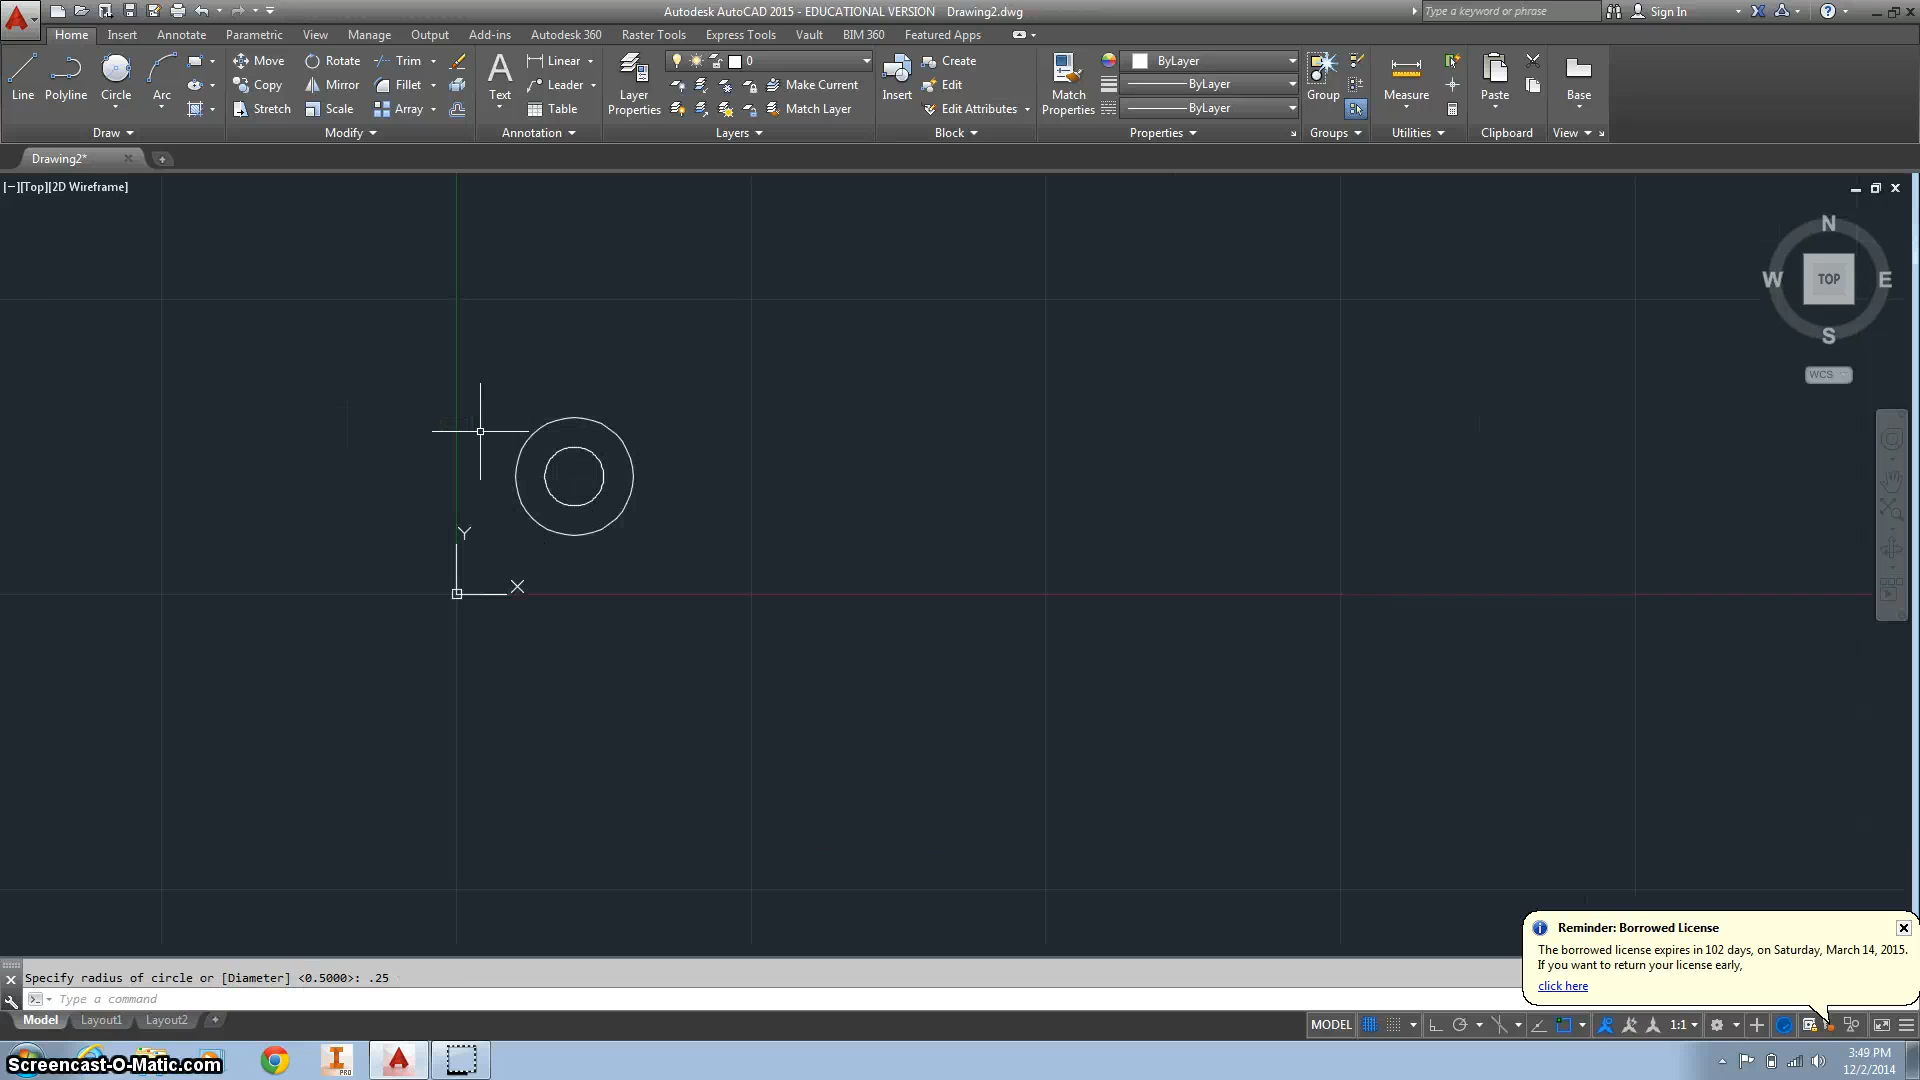 Autodesk AutoCAD 2015 - EDUCATIONAL VERSION Drawing2.dwg
Type a keyword or phrase
Sign In
Home Insert Annotate Parametric View Manage Output Add-ins Autodesk 360 Raster Tools Express Tools Vault BIM 360 Featured Apps
Line Polyline Circle Arc
Draw
Move Rotate Trim
Copy Mirror Fillet
Stretch Scale Array
Modify
Text
Linear
Leader
Table
Annotation
Layer Properties
0
Make Current
Match Layer
Layers
Insert
Create
Edit
Edit Attributes
Block
Match Properties
ByLayer
ByLayer
ByLayer
Properties
Group
Groups
Measure
Utilities
Paste
Clipboard
Base
View
Drawing2*
[−][Top][2D Wireframe]
N
W TOP E
S
WCS
Y
X
Reminder: Borrowed License
The borrowed license expires in 102 days, on Saturday, March 14, 2015.
If you want to return your license early,
click here
Specify radius of circle or [Diameter] <0.5000>: .25
Type a command
Model Layout1 Layout2 +
MODEL 1:1
PRO
Screencast-O-Matic.com
3:49 PM
12/2/2014